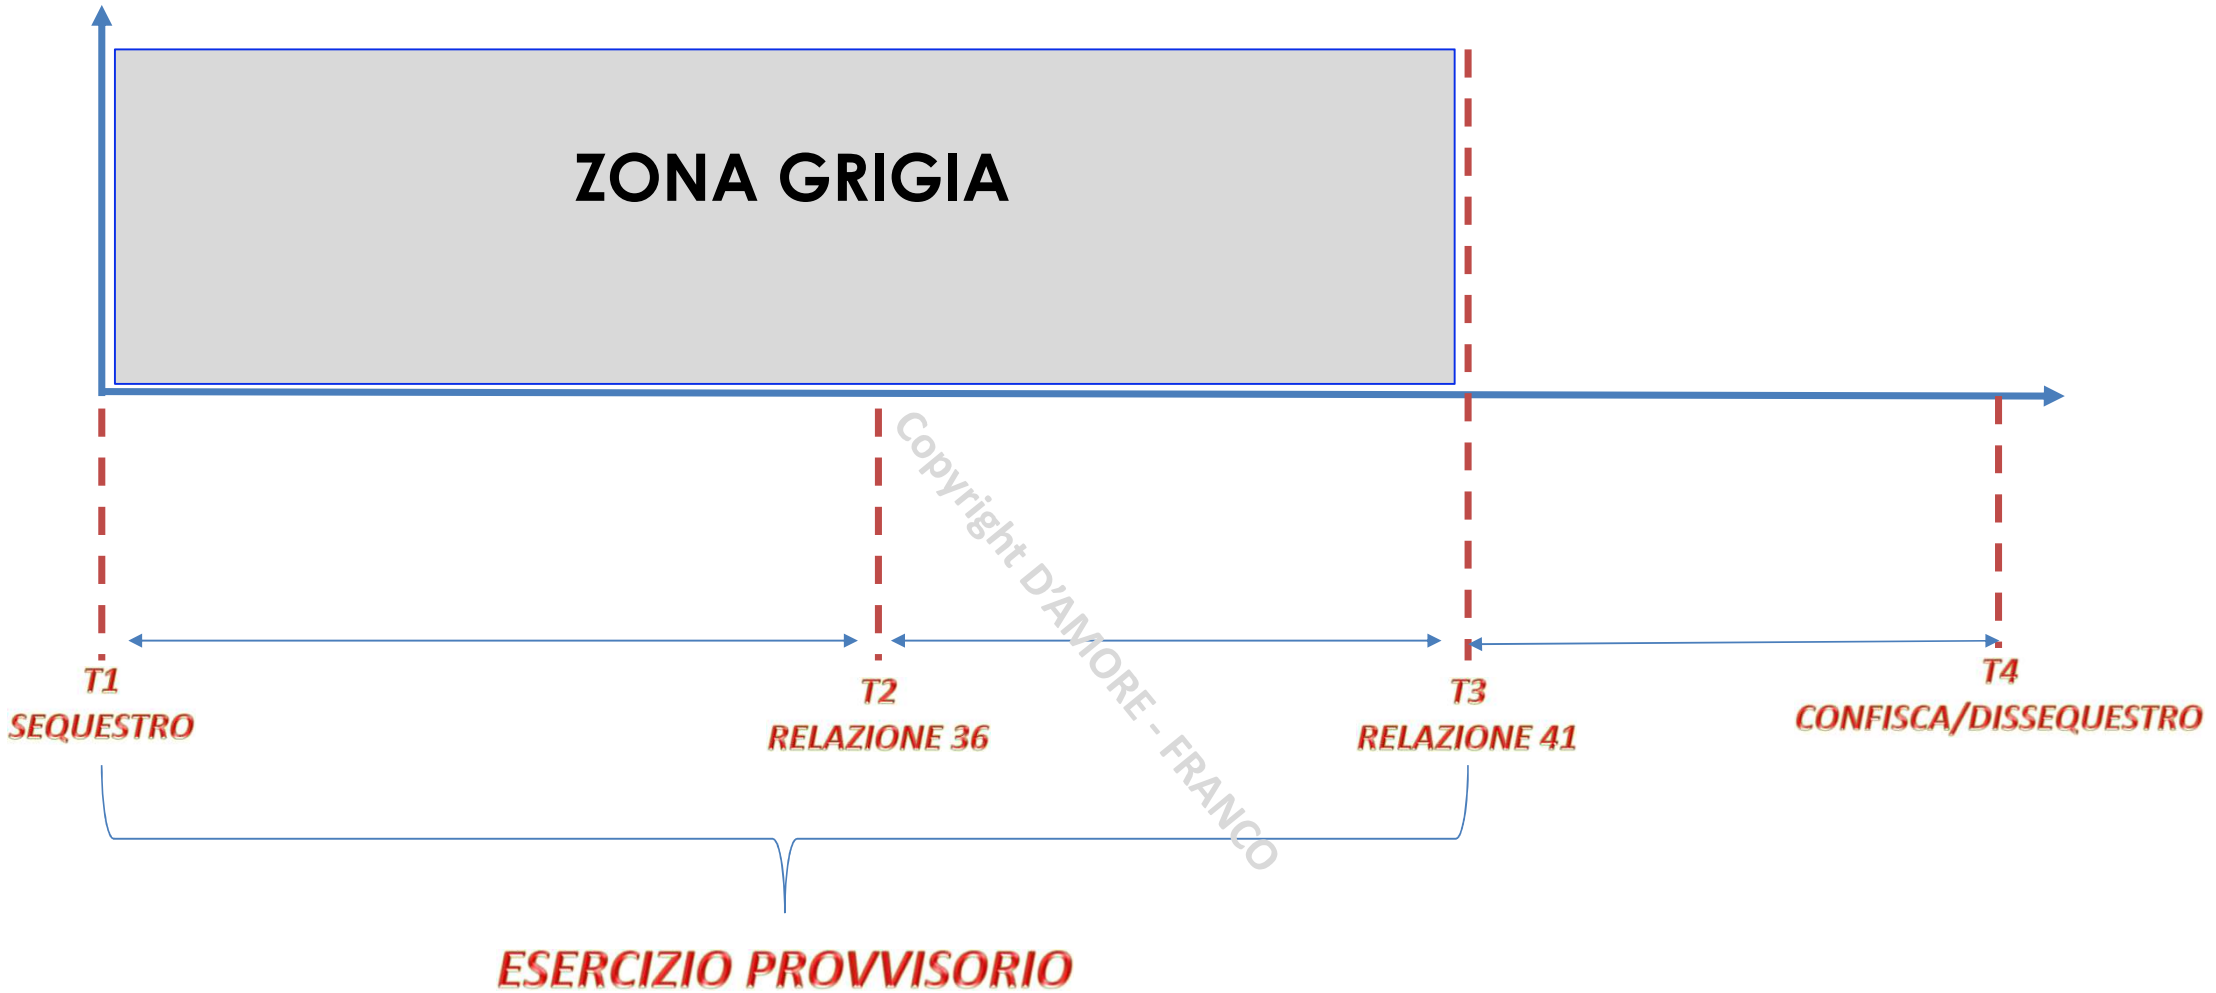 ZONA GRIGIA
Copyright D'AMORE - FRANCO
T1
SEQUESTRO
T2
RELAZIONE 36
T3
RELAZIONE 41
T4
CONFISCA/DISSEQUESTRO
ESERCIZIO PROVVISORIO